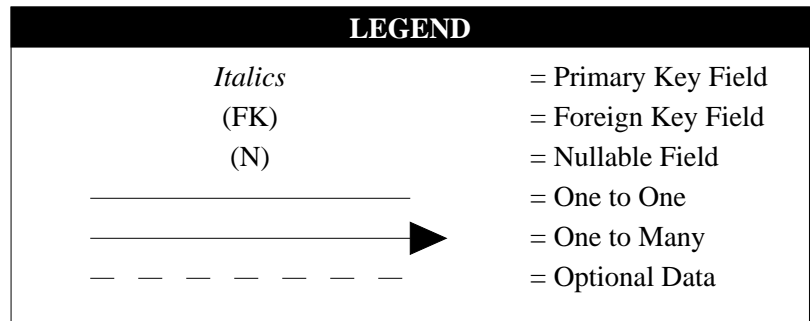 LEGEND
Italics = Primary Key Field
(FK) = Foreign Key Field
(N) = Nullable Field
= One to One
= One to Many
= Optional Data